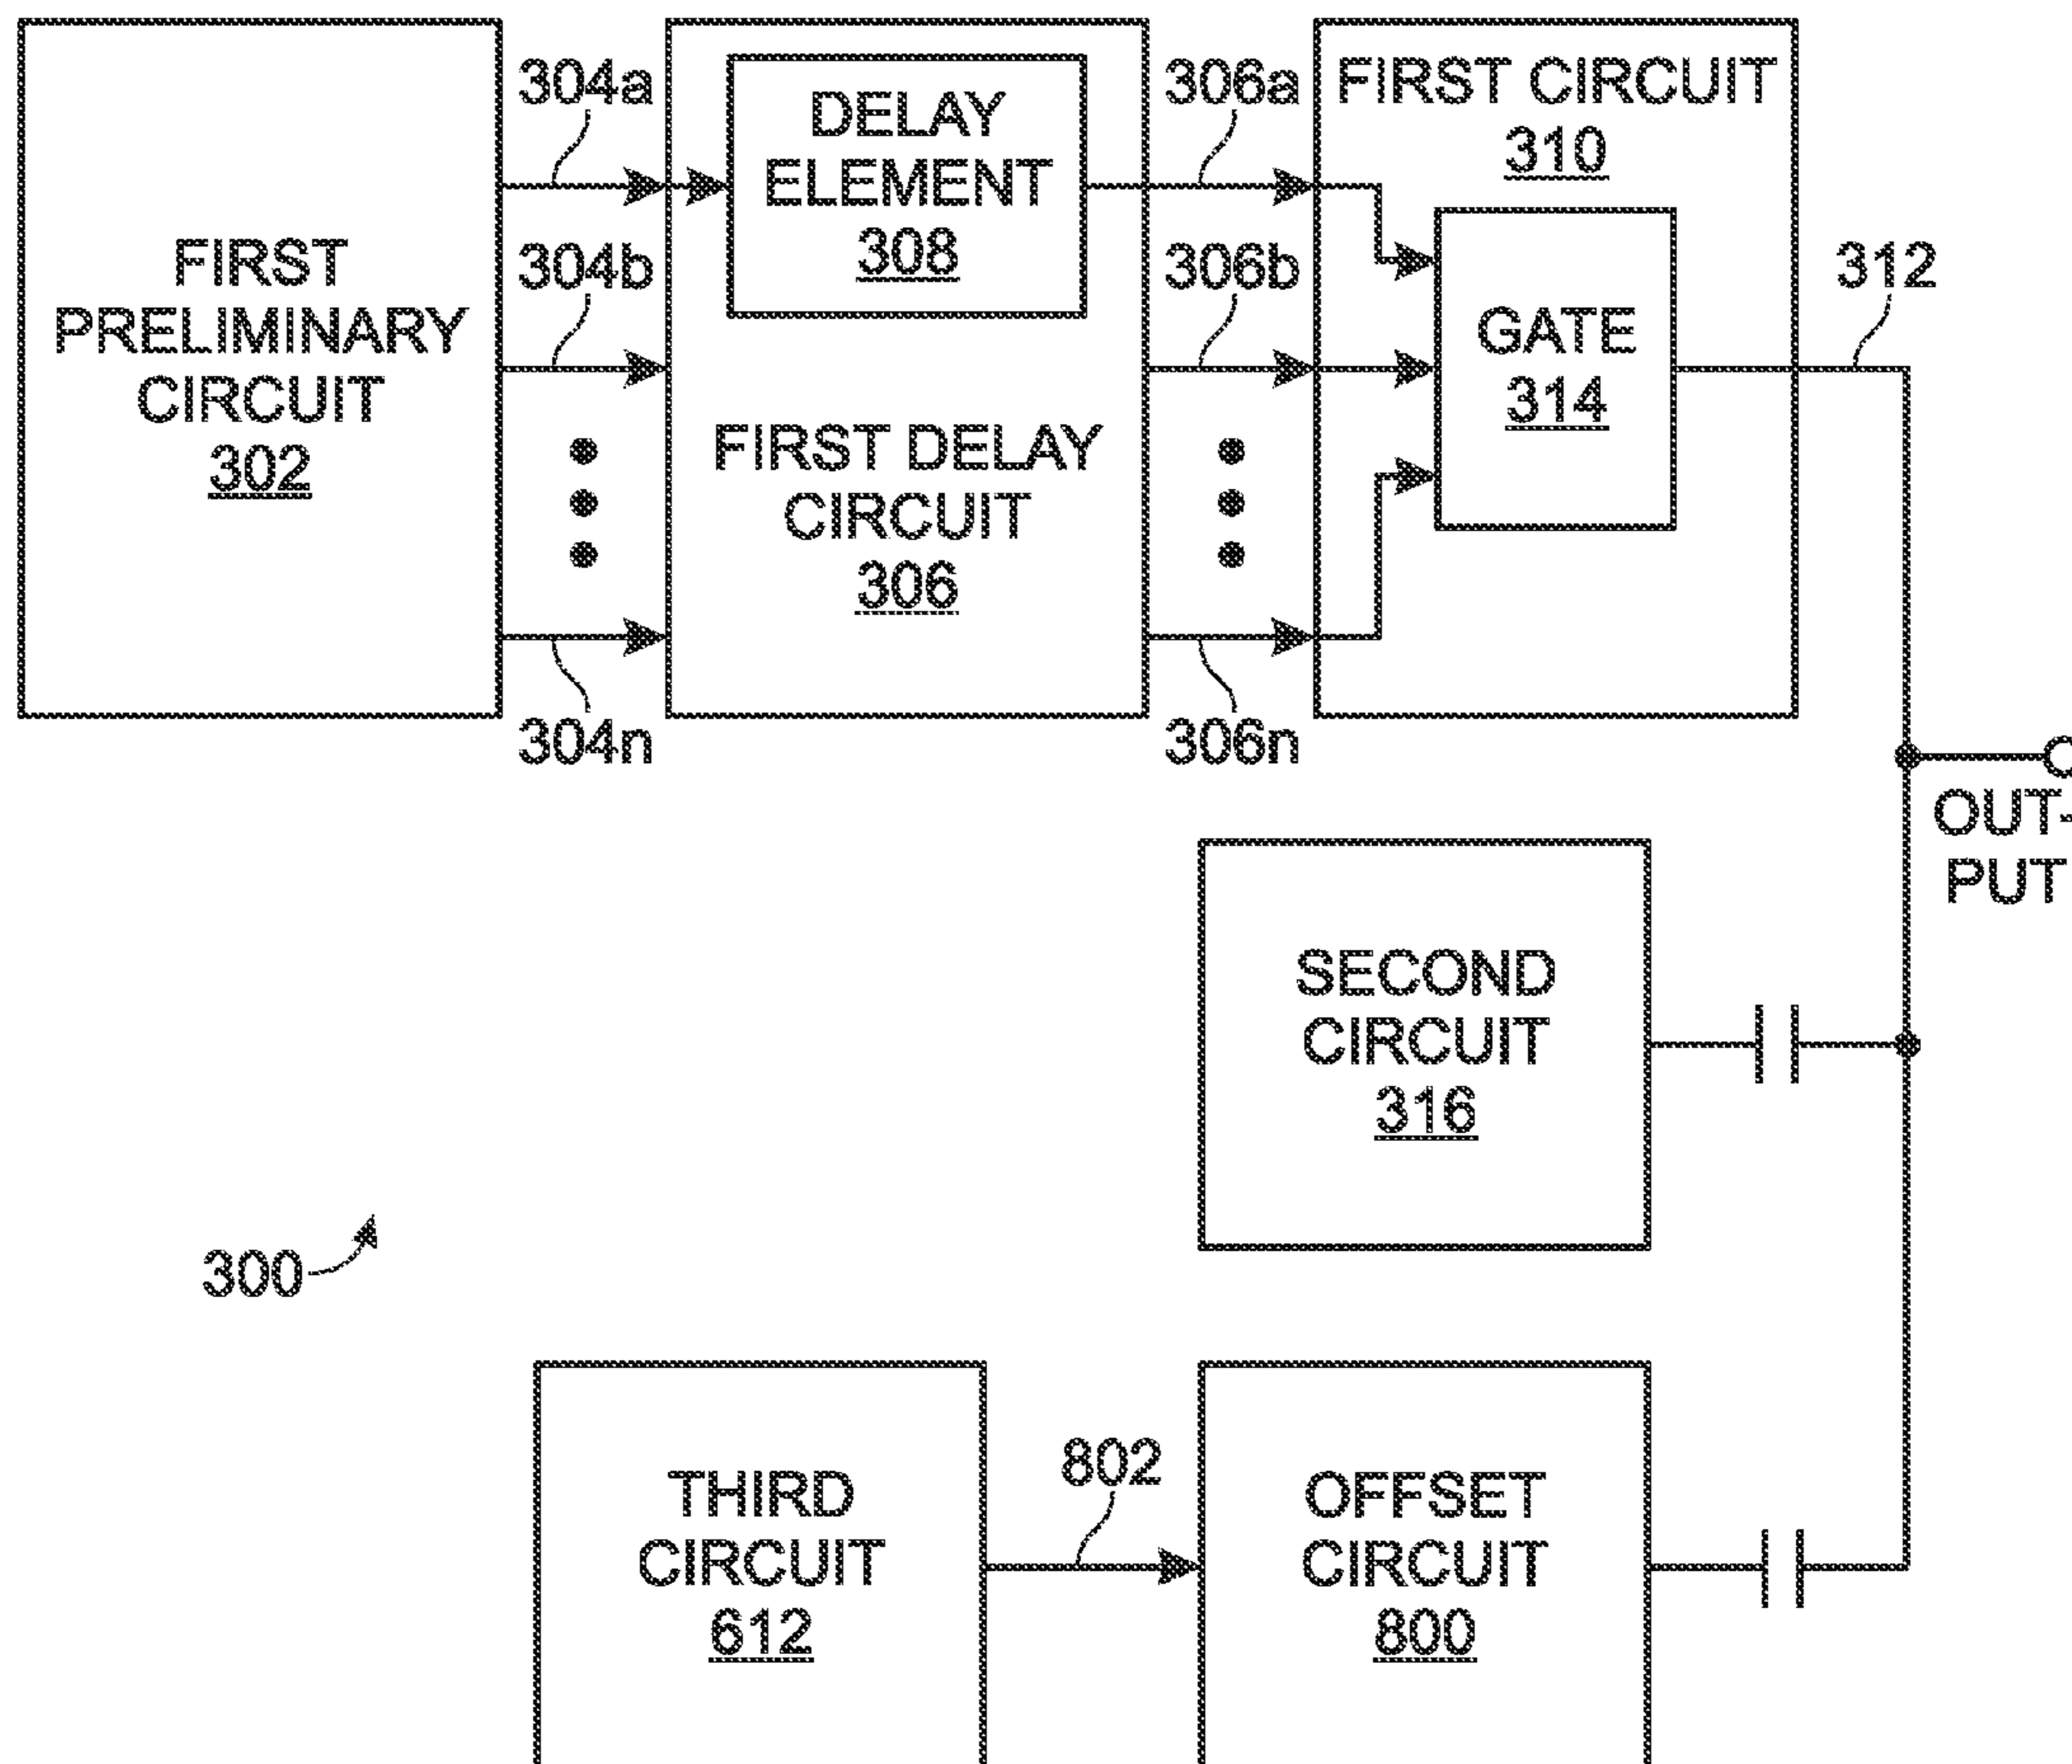 FIRST
PRELIMINARY
CIRCUIT
302
304a
304b
304n
DELAY
ELEMENT
308
FIRST DELAY
CIRCUIT
306
306a
306b
306n
FIRST CIRCUIT
310
GATE
314
312
OUT-
PUT
SECOND
CIRCUIT
316
300
THIRD
CIRCUIT
612
802
OFFSET
CIRCUIT
800